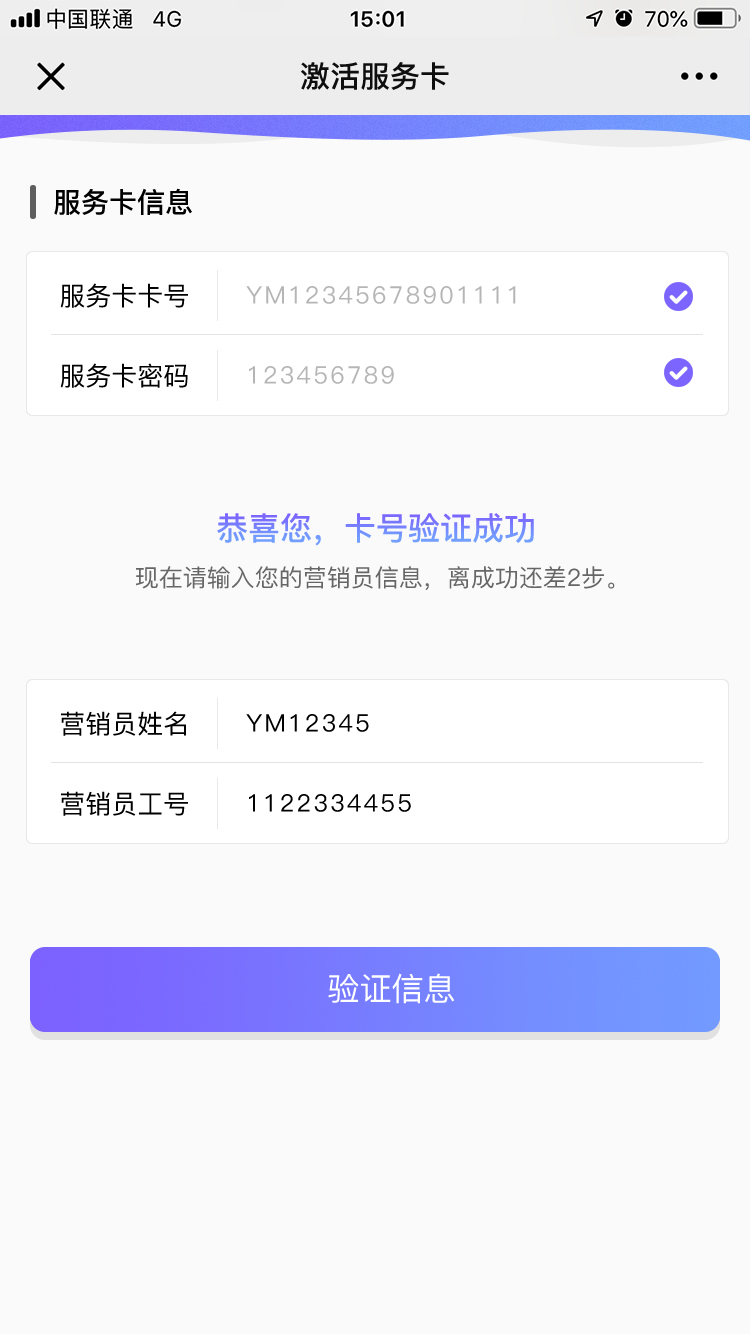 中国联通 4G 15:01 70%
激活服务卡
服务卡信息
服务卡卡号 YM12345678901111
服务卡密码 123456789
恭喜您，卡号验证成功
现在请输入您的营销员信息，离成功还差2步。
营销员姓名 YM12345
营销员工号 1122334455
验证信息